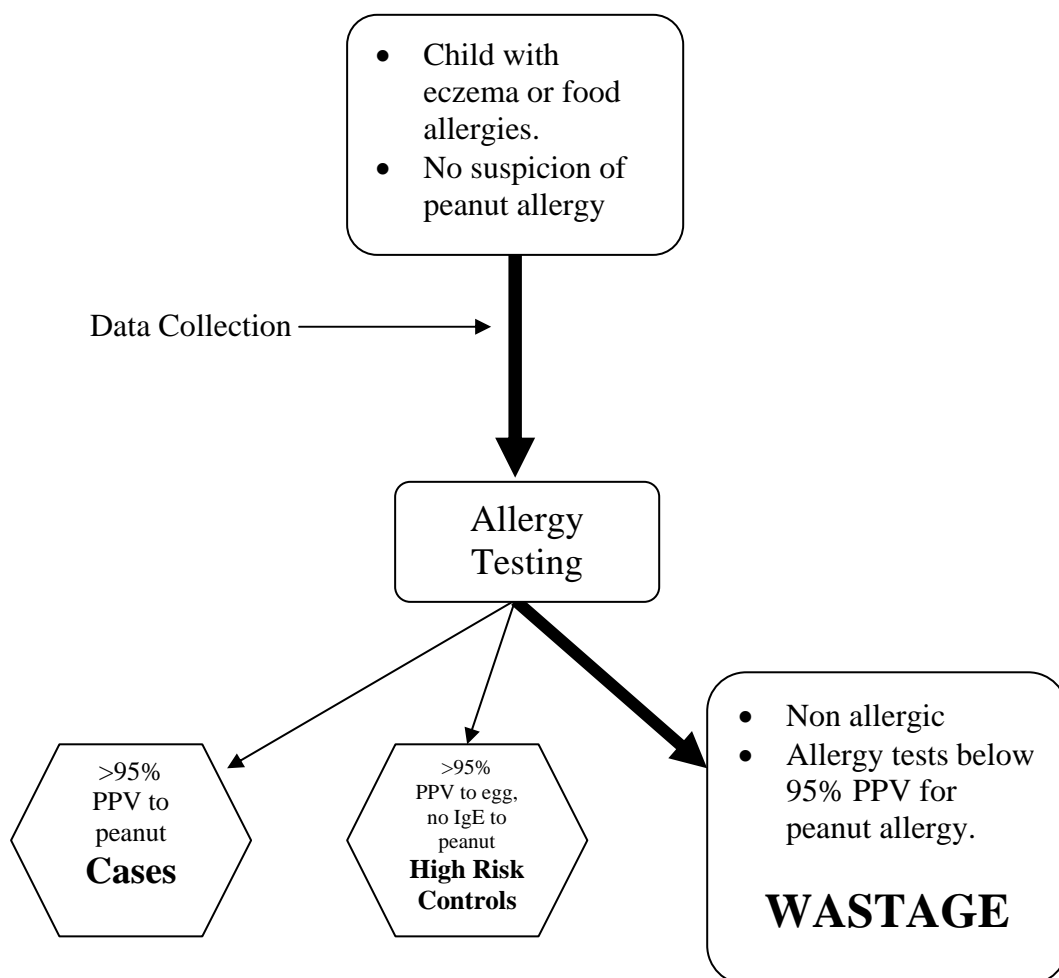 • Child with
eczema or food
allergies.
• No suspicion of
peanut allergy
Data Collection
Allergy
Testing
>95%
PPV to
peanut
Cases
>95%
PPV to egg,
no IgE to
peanut
High Risk
Controls
• Non allergic
• Allergy tests below
95% PPV for
peanut allergy.
WASTAGE